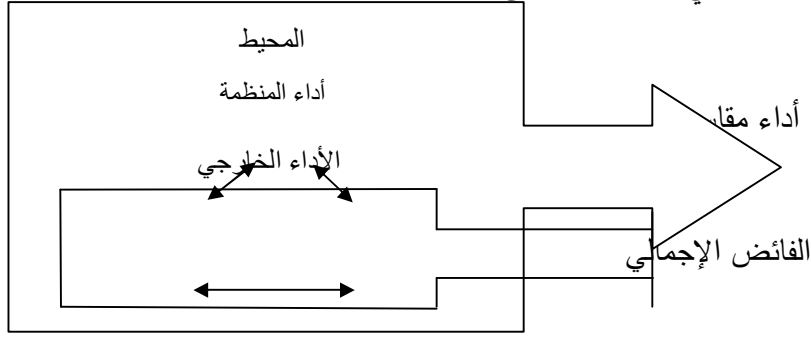 المحيط
أداء المنظمة
أداء
الأداء الخارجي
الفائض الإجمالي